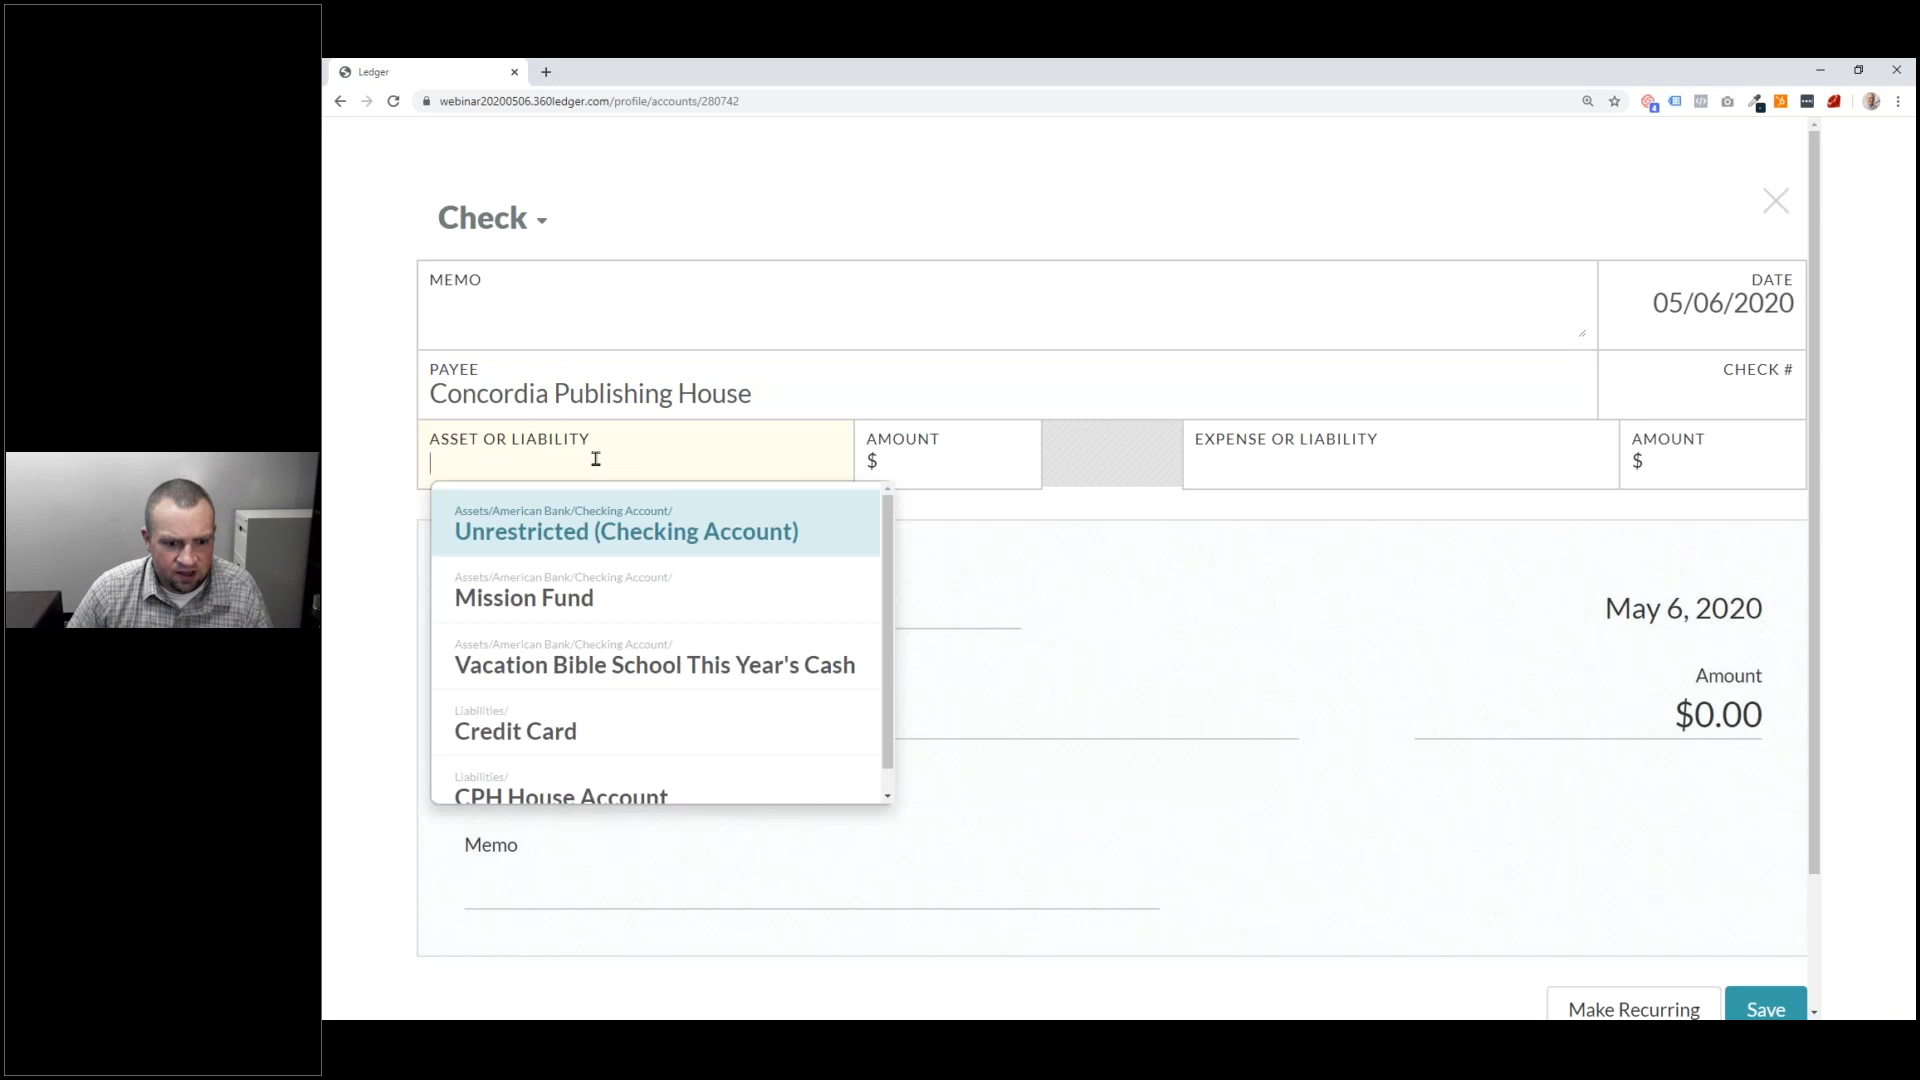 Ledger
webinar20200506.360ledger.com/profile/accounts/280742
Check
MEMO
DATE
05/06/2020
PAYEE
Concordia Publishing House
CHECK #
ASSET OR LIABILITY
AMOUNT
$
EXPENSE OR LIABILITY
AMOUNT
$
Assets/American Bank/Checking Account/
Unrestricted (Checking Account)
Assets/American Bank/Checking Account/
Mission Fund
Assets/American Bank/Checking Account/
Vacation Bible School This Year's Cash
Liabilities/
Credit Card
Liabilities/
CPH House Account
May 6, 2020
Amount
$0.00
Memo
Make Recurring
Save